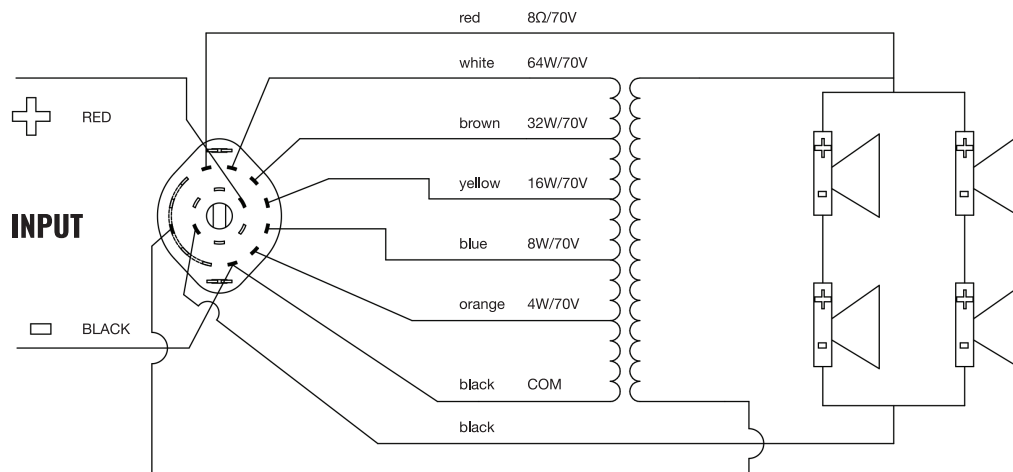 red 8Ω/70V
white 64W/70V
RED
brown 32W/70V
yellow 16W/70V
INPUT
blue 8W/70V
orange 4W/70V
BLACK
black COM
black